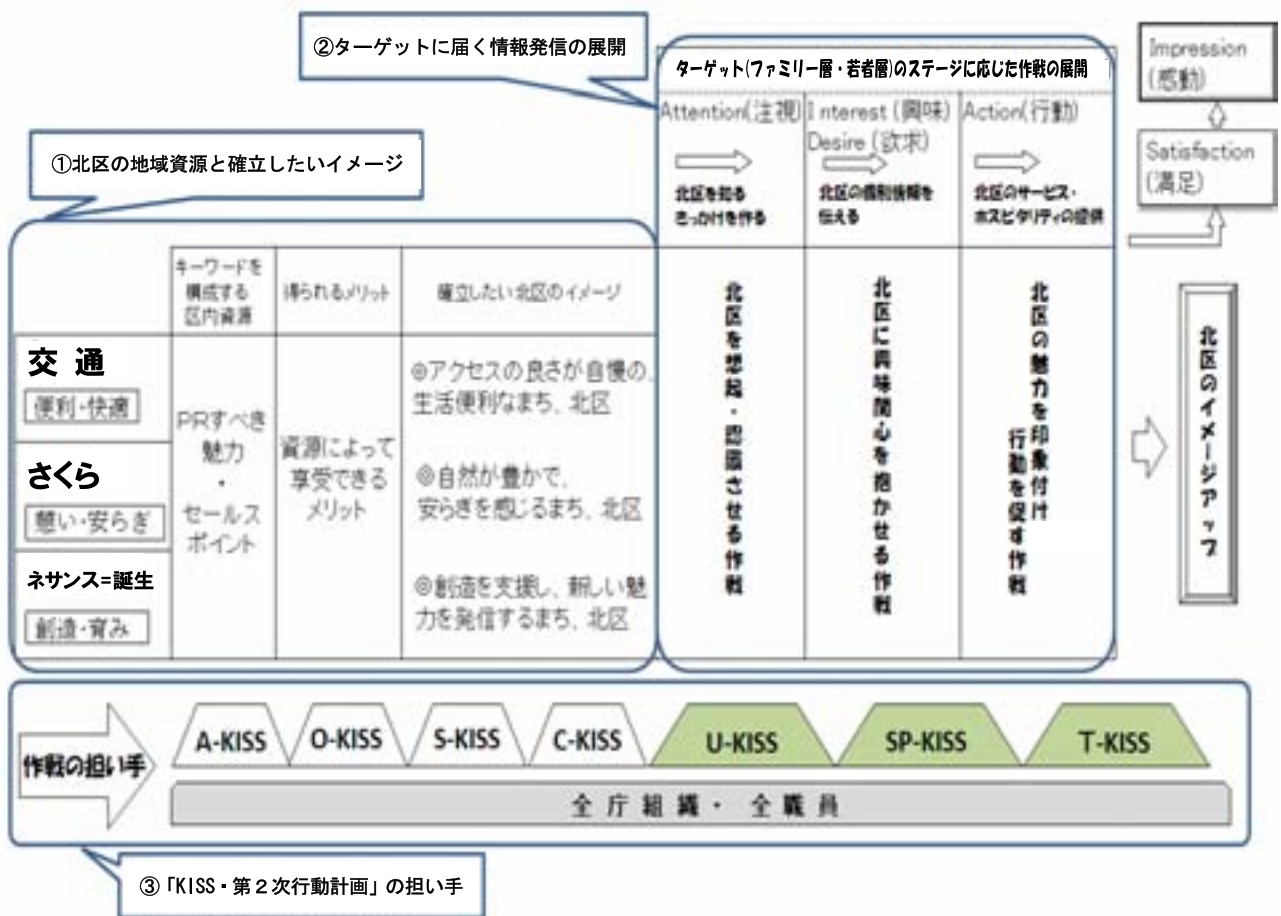 ②ターゲットに届く情報発信の展開
ターゲット(ファミリー層・若者層)のステージに応じた作戦の展開
Impression
(感動)
Attention(注視)
Interest (興味)
Desire (欲求)
Action(行動)
Satisfaction
(満足)
①北区の地域資源と確立したいイメージ
北区を知る
きっかけを作る
北区の個別情報を
伝える
北区のサービス・
ホスピタリティの提供
キーワードを
構成する
区内資源
得られるメリット
確立したい北区のイメージ
交 通
便利・快適
さくら
憩い・安らぎ
ネサンス=誕生
創造・育み
PRすべき
魅力
・
セールス
ポイント
資源によって
享受できる
メリット
◎アクセスの良さが自慢の、
生活便利なまち、北区
◎自然が豊かで、
安らぎを感じるまち、北区
◎創造を支援し、新しい魅
力を発信するまち、北区
北区を想起・認識させる作戦
北区に興味関心を抱かせる作戦
北区の魅力を印象付け
行動を促す作戦
北区のイメージアップ
作戦の担い手
A-KISS
O-KISS
S-KISS
C-KISS
U-KISS
SP-KISS
T-KISS
全庁組織・ 全職員
③「KISS・第2次行動計画」の担い手